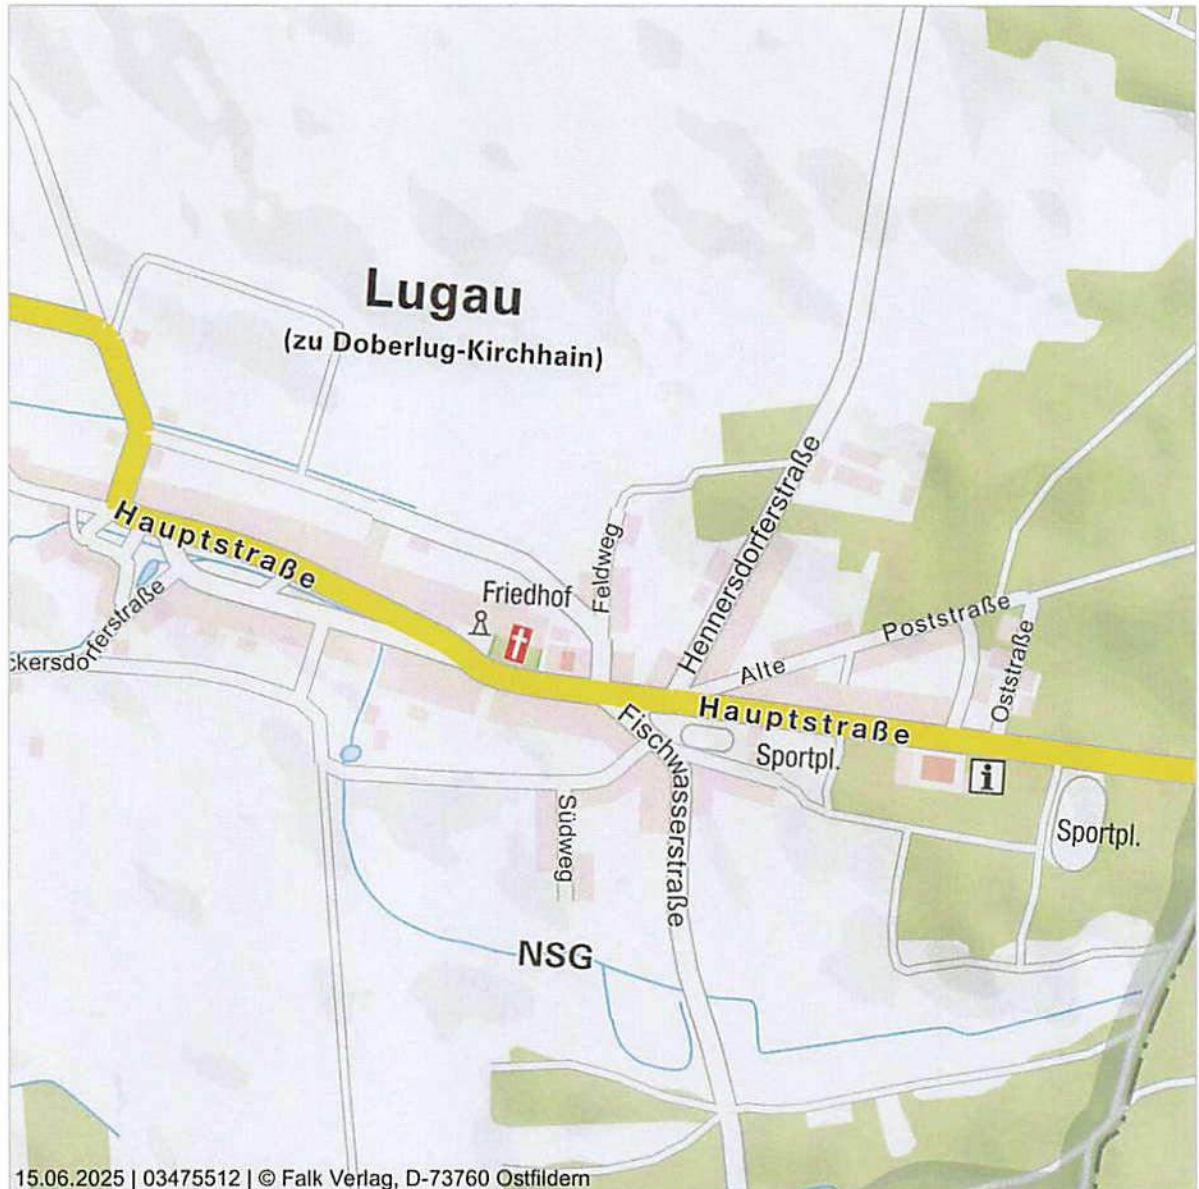 Lugau
(zu Doberlug-Kirchhain)
Hennersdorferstraße
Feldweg
Hauptstraße
Friedhof
Alte Poststraße
Oststraße
ckersdorferstraße
Hauptstraße
Fischwasserstraße
Sportpl.
i
Südweg
Sportpl.
NSG
15.06.2025 | 03475512 | © Falk Verlag, D-73760 Ostfildern